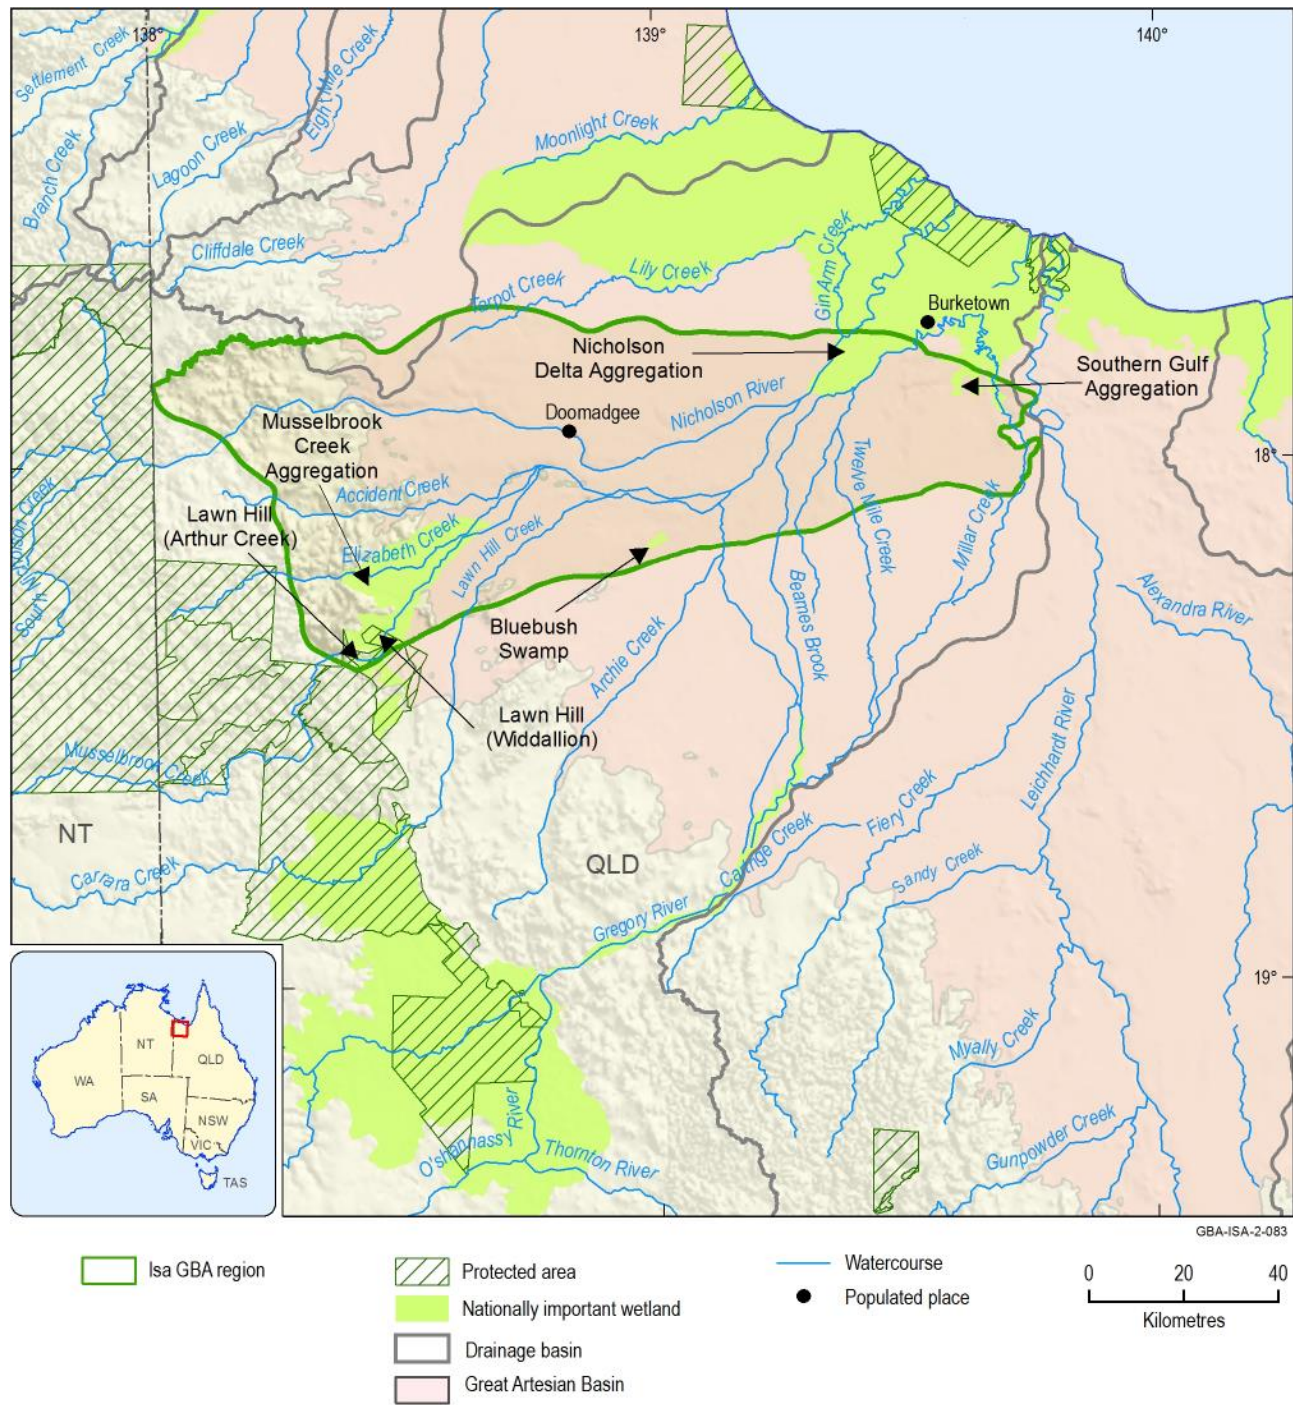 138°
139°
140°
Settlement Creek
Eight Mile Creek
Branch Creek
Lagoon Creek
Moonlight Creek
Cliffdale Creek
Gin Arm Creek
Lily Creek
Tarpot Creek
Burketown
Nicholson
Delta Aggregation
Southern Gulf
Aggregation
Nicholson River
Doomadgee
Musselbrook
Creek
Aggregation
18°
Accident Creek
Twelve Mile Creek
Lawn Hill
(Arthur Creek)
Elizabeth Creek
Lawn Hill Creek
Millar Creek
South Nicholson Creek
Beames Brook
Alexandra River
Bluebush
Swamp
Archie Creek
Lawn Hill
(Widdallion)
Musselbrook Creek
Leichhardt River
NT
QLD
Fiery Creek
Carrara Creek
Cartridge Creek
Sandy Creek
Gregory River
19°
Myally Creek
O'shannassy River
Thornton River
Gunpowder Creek
NT
QLD
WA
SA
NSW
VIC
TAS
GBA-ISA-2-083
Isa GBA region
Protected area
Nationally important wetland
Drainage basin
Great Artesian Basin
Watercourse
Populated place
0 20 40
Kilometres